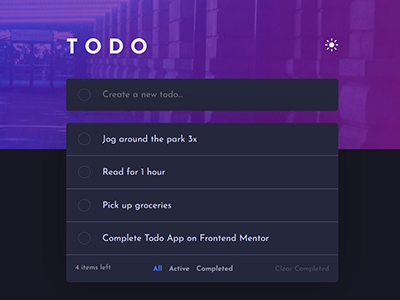 TODO
Create a new todo...
Jog around the park 3x
Read for 1 hour
Pick up groceries
Complete Todo App on Frontend Mentor
4 items left All Active Completed Clear Completed